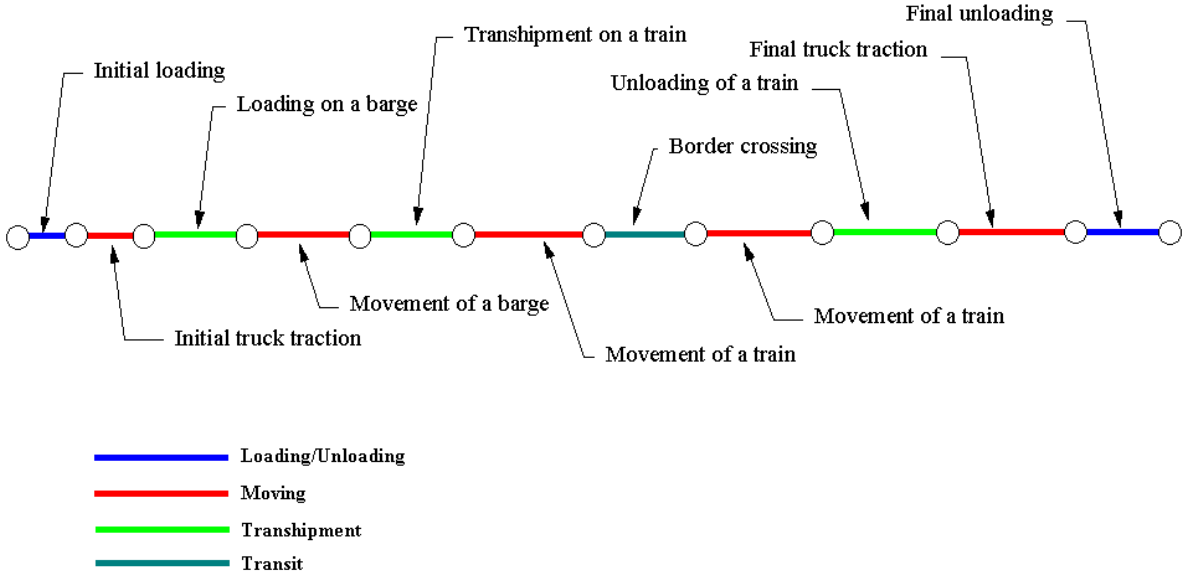 Final unloading
Transhipment on a train
Final truck traction
Initial loading
Unloading of a train
Loading on a barge
Border crossing
Movement of a barge
Movement of a train
Initial truck traction
Movement of a train
Loading/Unloading
Moving
Transhipment
Transit